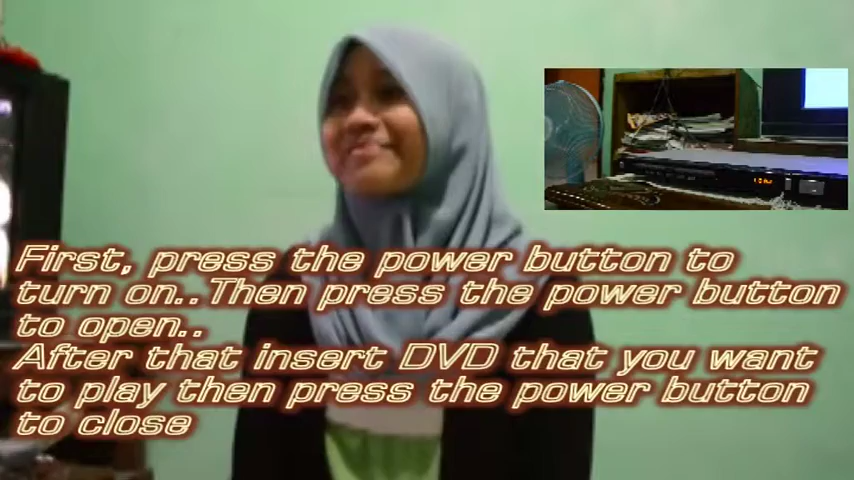 First, press the power button to
turn on.. Then press the power button
to open..
After that insert DVD that you want
to play then press the power button
to close